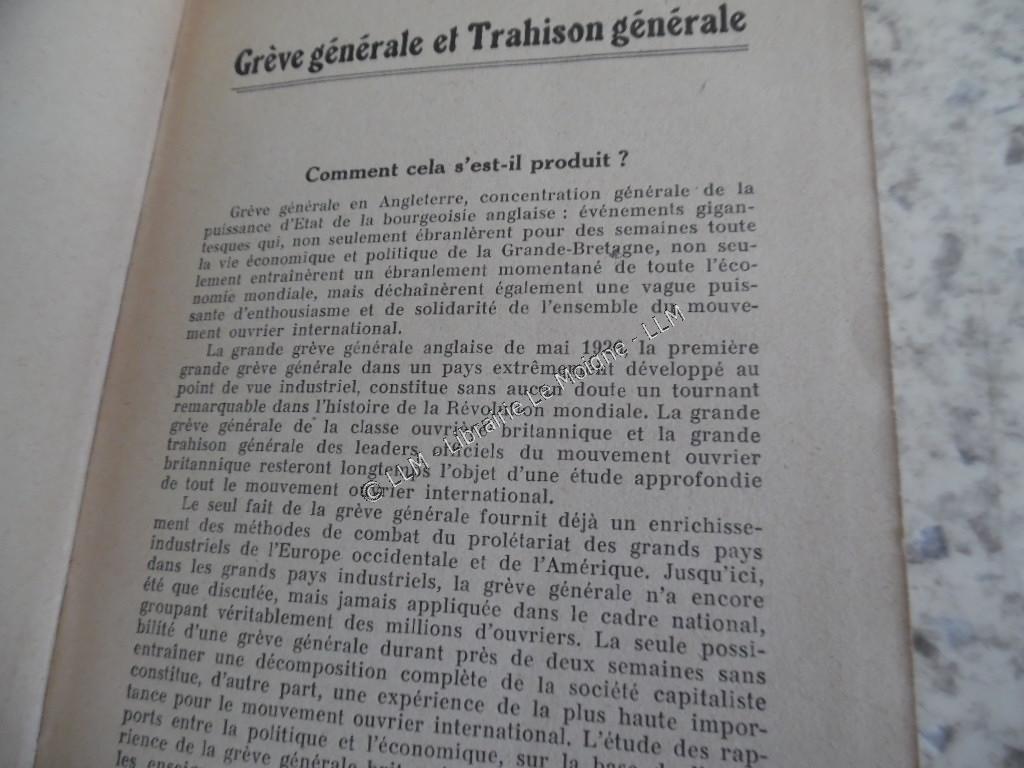 Grève générale et Trahison générale
Comment cela s'est-il produit ?
Grève générale en Angleterre, concentration générale de la
puissance d'Etat de la bourgeoisie anglaise : événements gigan-
tesques qui, non seulement ébranlèrent pour des semaines toute
la vie économique et politique de la Grande-Bretagne, non seu-
lement entraînèrent un ébranlement momentané de toute l'éco-
nomie mondiale, mais déchaînèrent également une vague puis-
sante d'enthousiasme et de solidarité de l'ensemble du mouve-
ment ouvrier international.
La grande grève générale anglaise de mai 1926, la première
grande grève générale dans un pays extrêmement développé au
point de vue industriel, constitue sans aucun doute un tournant
remarquable dans l'histoire de la Révolution mondiale. La grande
grève générale de la classe ouvrière britannique et la grande
trahison générale des leaders officiels du mouvement ouvrier
britannique resteront longtemps l'objet d'une étude approfondie
de tout le mouvement ouvrier international.
Le seul fait de la grève générale fournit déjà un enrichisse-
ment des méthodes de combat du prolétariat des grands pays
industriels de l'Europe occidentale et de l'Amérique. Jusqu'ici,
dans les grands pays industriels, la grève générale n'a encore
été que discutée, mais jamais appliquée dans le cadre national,
groupant véritablement des millions d'ouvriers. La seule possi-
bilité d'une grève générale durant près de deux semaines sans
entraîner une décomposition complète de la société capitaliste
constitue, d'autre part, une expérience de la plus haute impor-
tance pour le mouvement ouvrier international. L'étude des rap-
ports entre la politique et l'économique, sur la base de
rience de la grève générale
les
© LLM - Librairie Le Moigne - LLM